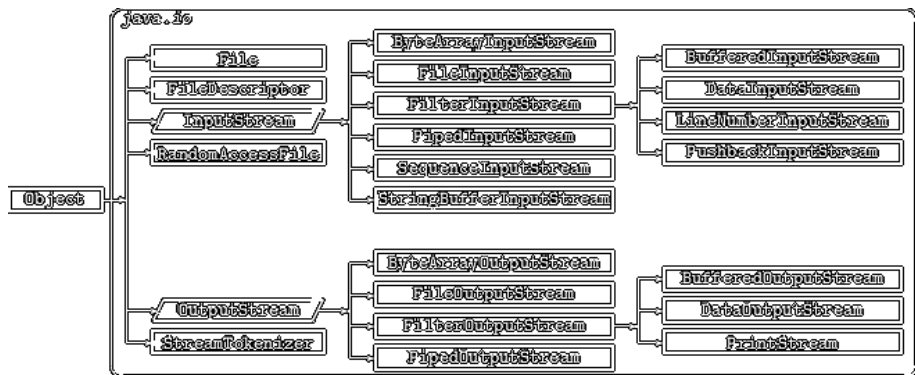 java.io
Object
File
FileDescriptor
InputStream
RandomAccessFile
OutputStream
StreamTokenizer
ByteArrayInputStream
FileInputStream
FilterInputStream
PipedInputStream
SequenceInputStream
StringBufferInputStream
ByteArrayOutputStream
FileOutputStream
FilterOutputStream
PipedOutputStream
BufferedInputStream
DataInputStream
LineNumberInputStream
PushbackInputStream
BufferedOutputStream
DataOutputStream
PrintStream